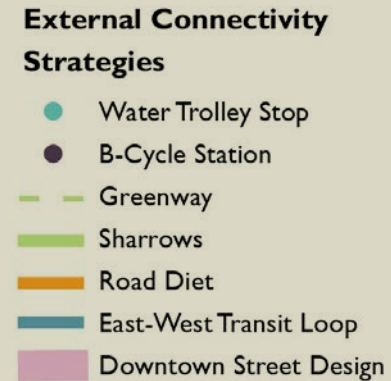 External Connectivity
Strategies
Water Trolley Stop
B-Cycle Station
Greenway
Sharrows
Road Diet
East-West Transit Loop
Downtown Street Design